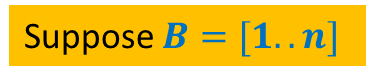 Suppose B = [1..n]